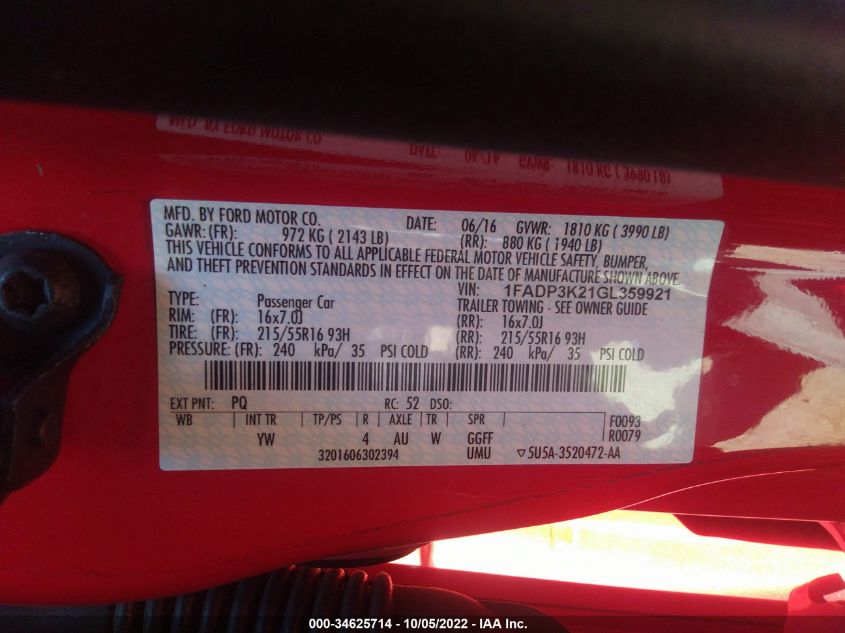 MFD. BY FORD MOTOR CO. DATE: 06/16 GVWR: 1810 KG ( 3990 LB)
GAWR: (FR): 972 KG ( 2143 LB) (RR): 880 KG ( 1940 LB)
THIS VEHICLE CONFORMS TO ALL APPLICABLE FEDERAL MOTOR VEHICLE SAFETY, BUMPER,
AND THEFT PREVENTION STANDARDS IN EFFECT ON THE DATE OF MANUFACTURE SHOWN ABOVE.
VIN: 1FADP3K21GL359921
TYPE: Passenger Car TRAILER TOWING - SEE OWNER GUIDE
RIM: (FR): 16x7.0J (RR): 16x7.0J
TIRE: (FR): 215/55R16 93H (RR): 215/55R16 93H
PRESSURE: (FR): 240 kPa/ 35 PSI COLD (RR): 240 kPa/ 35 PSI COLD
EXT PNT: PQ RC: 52 DSO:
WB INT TR TP/PS R AXLE TR SPR F0093
YW 4 AU W GGFF R0079
3201606302394 UMU ▽5U5A-3520472-AA
000-34625714 - 10/05/2022 - IAA Inc.